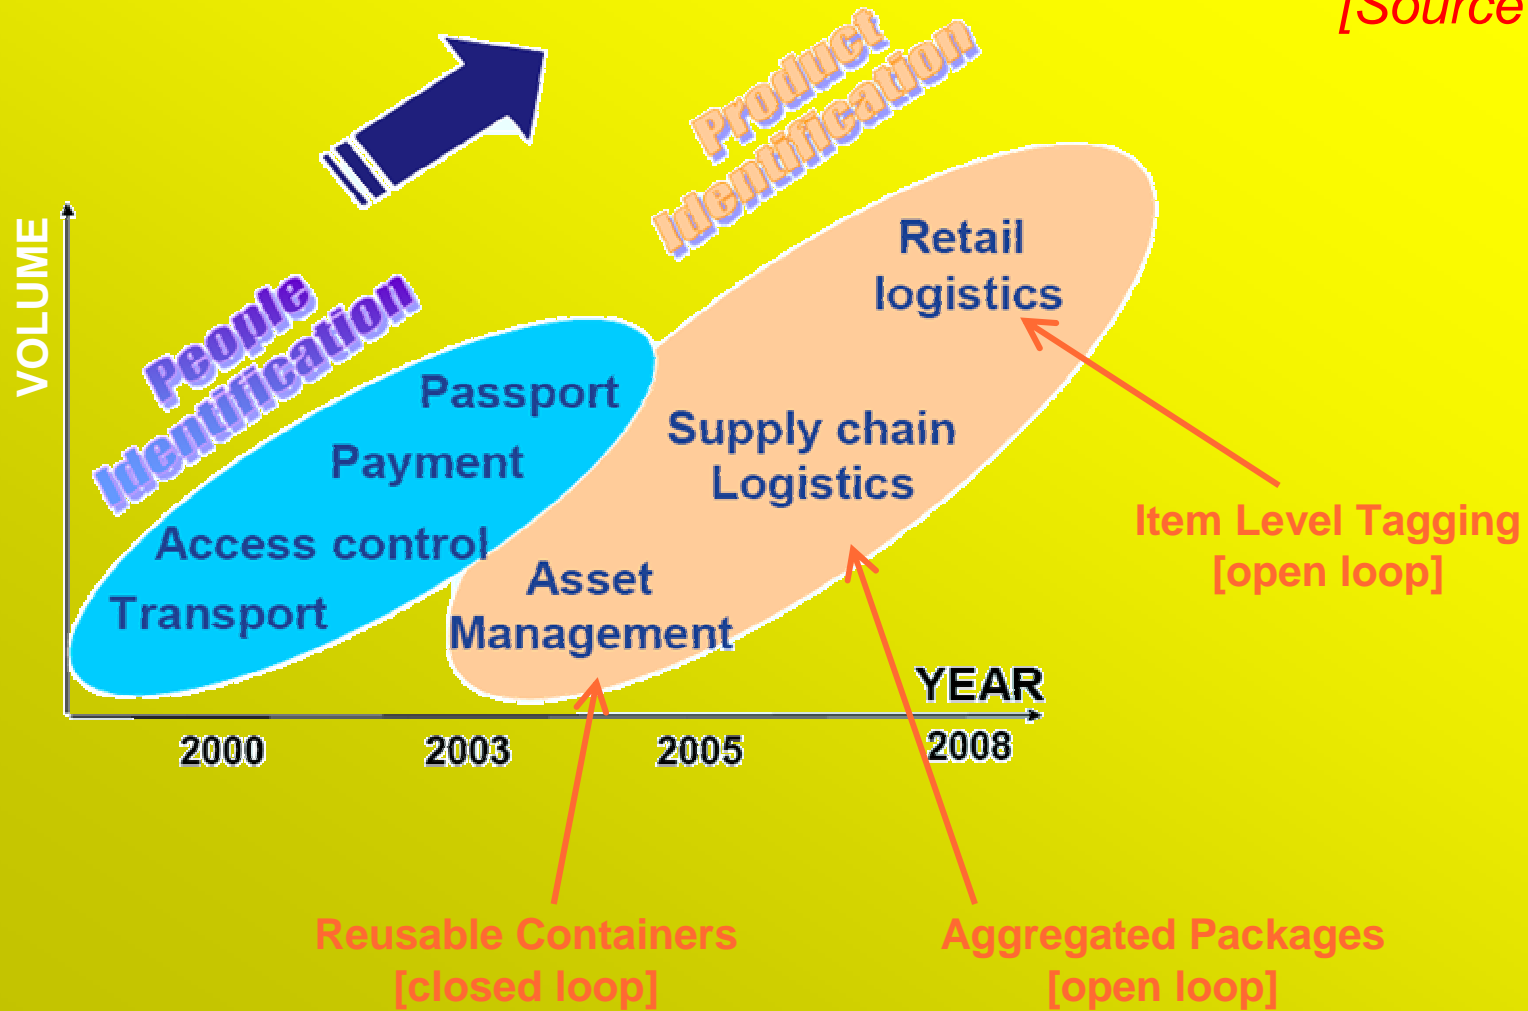 [Source
Product
Identification
VOLUME
People
Identification
Retail
logistics
Passport
Payment
Supply chain
Logistics
Access control
Transport
Asset
Management
Item Level Tagging
[open loop]
YEAR
2000
2003
2005
2008
Reusable Containers
[closed loop]
Aggregated Packages
[open loop]